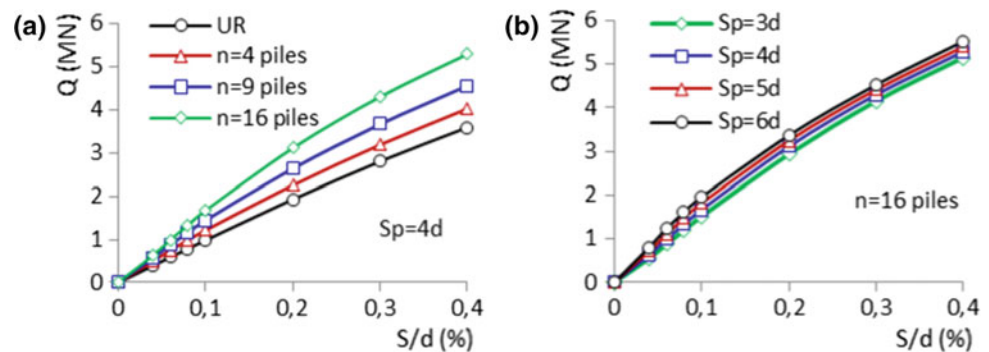 (a)
Q (MN)
6
5
4
3
2
1
0
UR
n=4 piles
n=9 piles
n=16 piles
Sp=4d
0 0,1 0,2 0,3 0,4
S/d (%)
(b)
Q (MN)
6
5
4
3
2
1
0
Sp=3d
Sp=4d
Sp=5d
Sp=6d
n=16 piles
0 0,1 0,2 0,3 0,4
S/d (%)